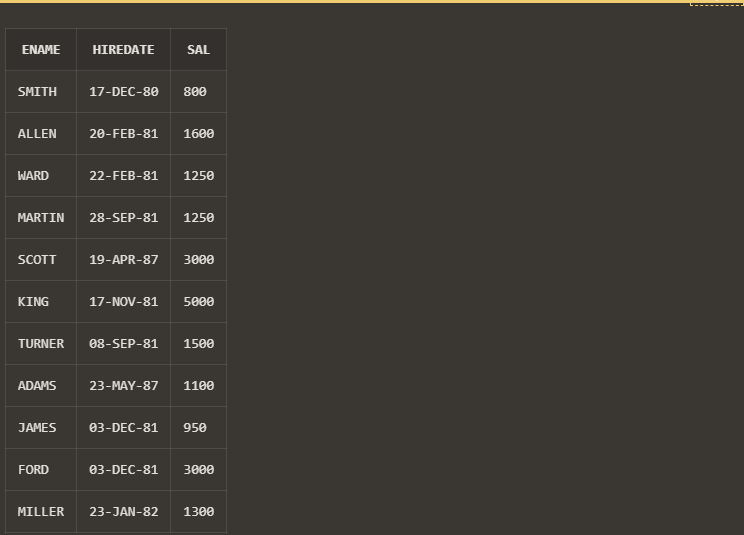 ENAME HIREDATE SAL
SMITH 17-DEC-80 800
ALLEN 20-FEB-81 1600
WARD 22-FEB-81 1250
MARTIN 28-SEP-81 1250
SCOTT 19-APR-87 3000
KING 17-NOV-81 5000
TURNER 08-SEP-81 1500
ADAMS 23-MAY-87 1100
JAMES 03-DEC-81 950
FORD 03-DEC-81 3000
MILLER 23-JAN-82 1300